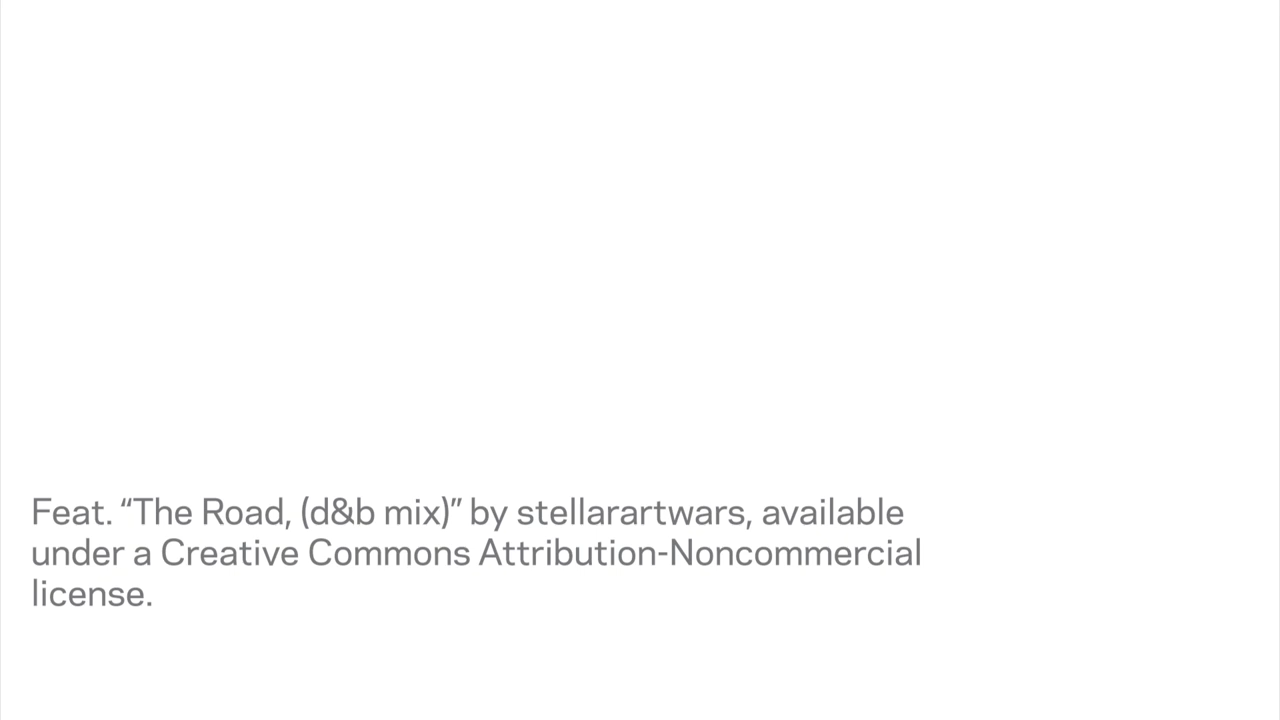 Feat. “The Road, (d&b mix)” by stellarartwars, available
under a Creative Commons Attribution-Noncommercial
license.